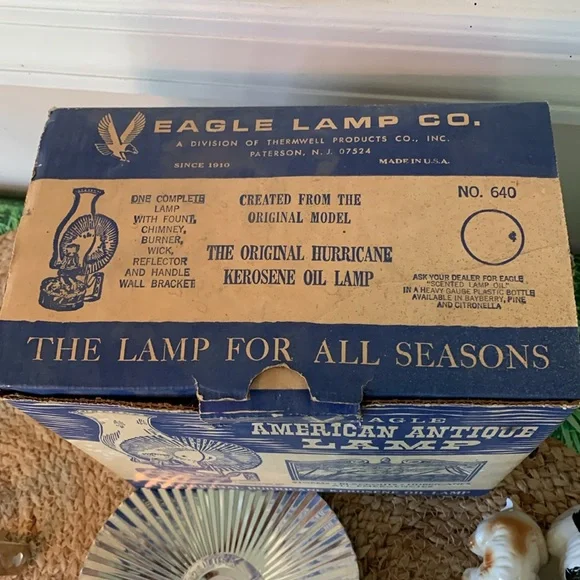 EAGLE LAMP CO.
A DIVISION OF THERMWELL PRODUCTS CO., INC.
PATERSON, N. J. 07524
SINCE 1910
MADE IN U.S.A.
ONE COMPLETE
LAMP
WITH FOUNT,
CHIMNEY,
BURNER,
WICK,
REFLECTOR
AND HANDLE
WALL BRACKET
CREATED FROM THE
ORIGINAL MODEL
THE ORIGINAL HURRICANE
KEROSENE OIL LAMP
NO. 640
ASK YOUR DEALER FOR EAGLE
"SCENTED LAMP OIL"
IN A HEAVY GAUGE PLASTIC BOTTLE
AVAILABLE IN BAYBERRY, PINE
AND CITRONELLA
THE LAMP FOR ALL SEASONS
EAGLE
AMERICAN ANTIQUE
LAMP
KEROSENE OIL LAMP